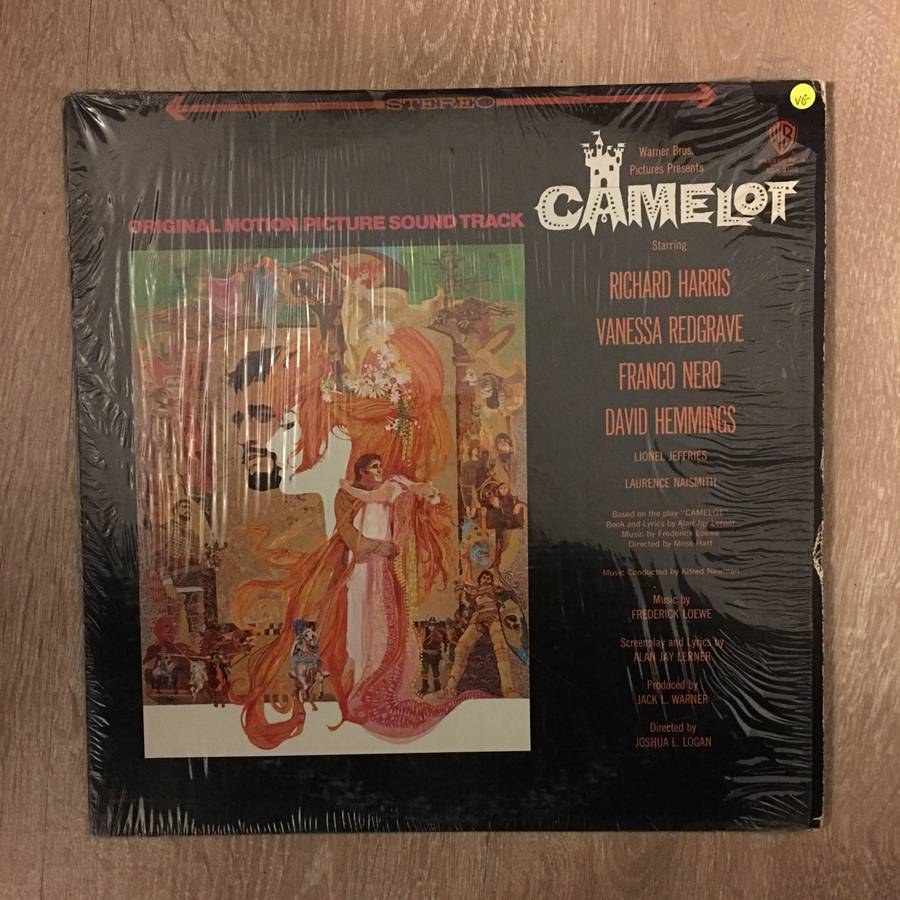 STEREO
VG
Warner Bros.
Pictures Presents
CAMELOT
ORIGINAL MOTION PICTURE SOUND TRACK
Starring
RICHARD HARRIS
VANESSA REDGRAVE
FRANCO NERO
DAVID HEMMINGS
LIONEL JEFFRIES
LAURENCE NAISMITH
Based on the play "CAMELOT"
Book and Lyrics by Alan Jay Lerner
Music by Frederick Loewe
Directed by Moss Hart
Music Conducted by Alfred Newman
Music by
FREDERICK LOEWE
Screenplay and Lyrics by
ALAN JAY LERNER
Produced by
JACK L. WARNER
Directed by
JOSHUA L. LOGAN